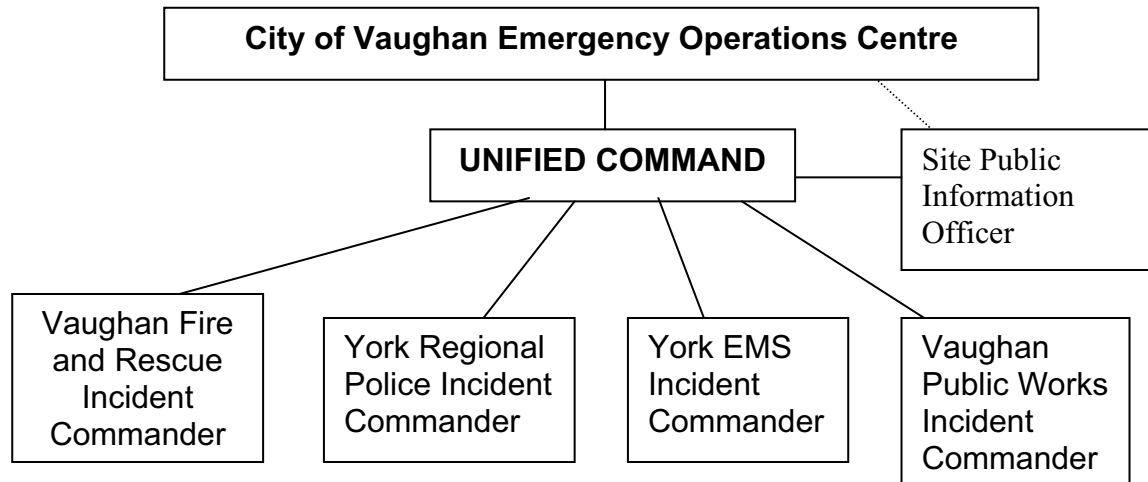 City of Vaughan Emergency Operations Centre
UNIFIED COMMAND
Site Public
Information
Officer
Vaughan Fire
and Rescue
Incident
Commander
York Regional
Police Incident
Commander
York EMS
Incident
Commander
Vaughan
Public Works
Incident
Commander